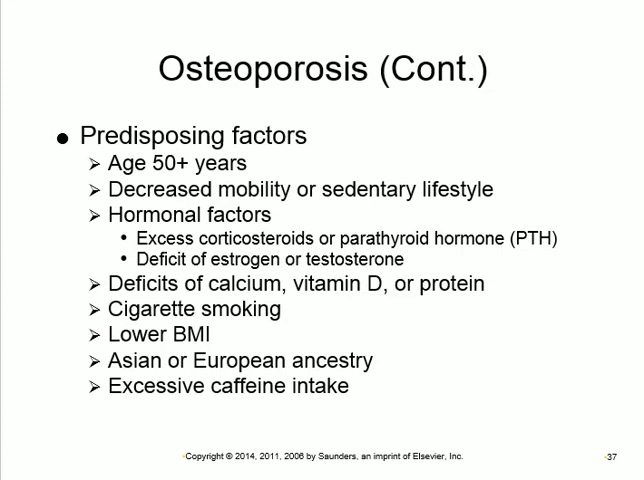 Osteoporosis (Cont.)
● Predisposing factors
➢ Age 50+ years
➢ Decreased mobility or sedentary lifestyle
➢ Hormonal factors
• Excess corticosteroids or parathyroid hormone (PTH)
• Deficit of estrogen or testosterone
➢ Deficits of calcium, vitamin D, or protein
➢ Cigarette smoking
➢ Lower BMI
➢ Asian or European ancestry
➢ Excessive caffeine intake
Copyright © 2014, 2011, 2006 by Saunders, an imprint of Elsevier, Inc.
37